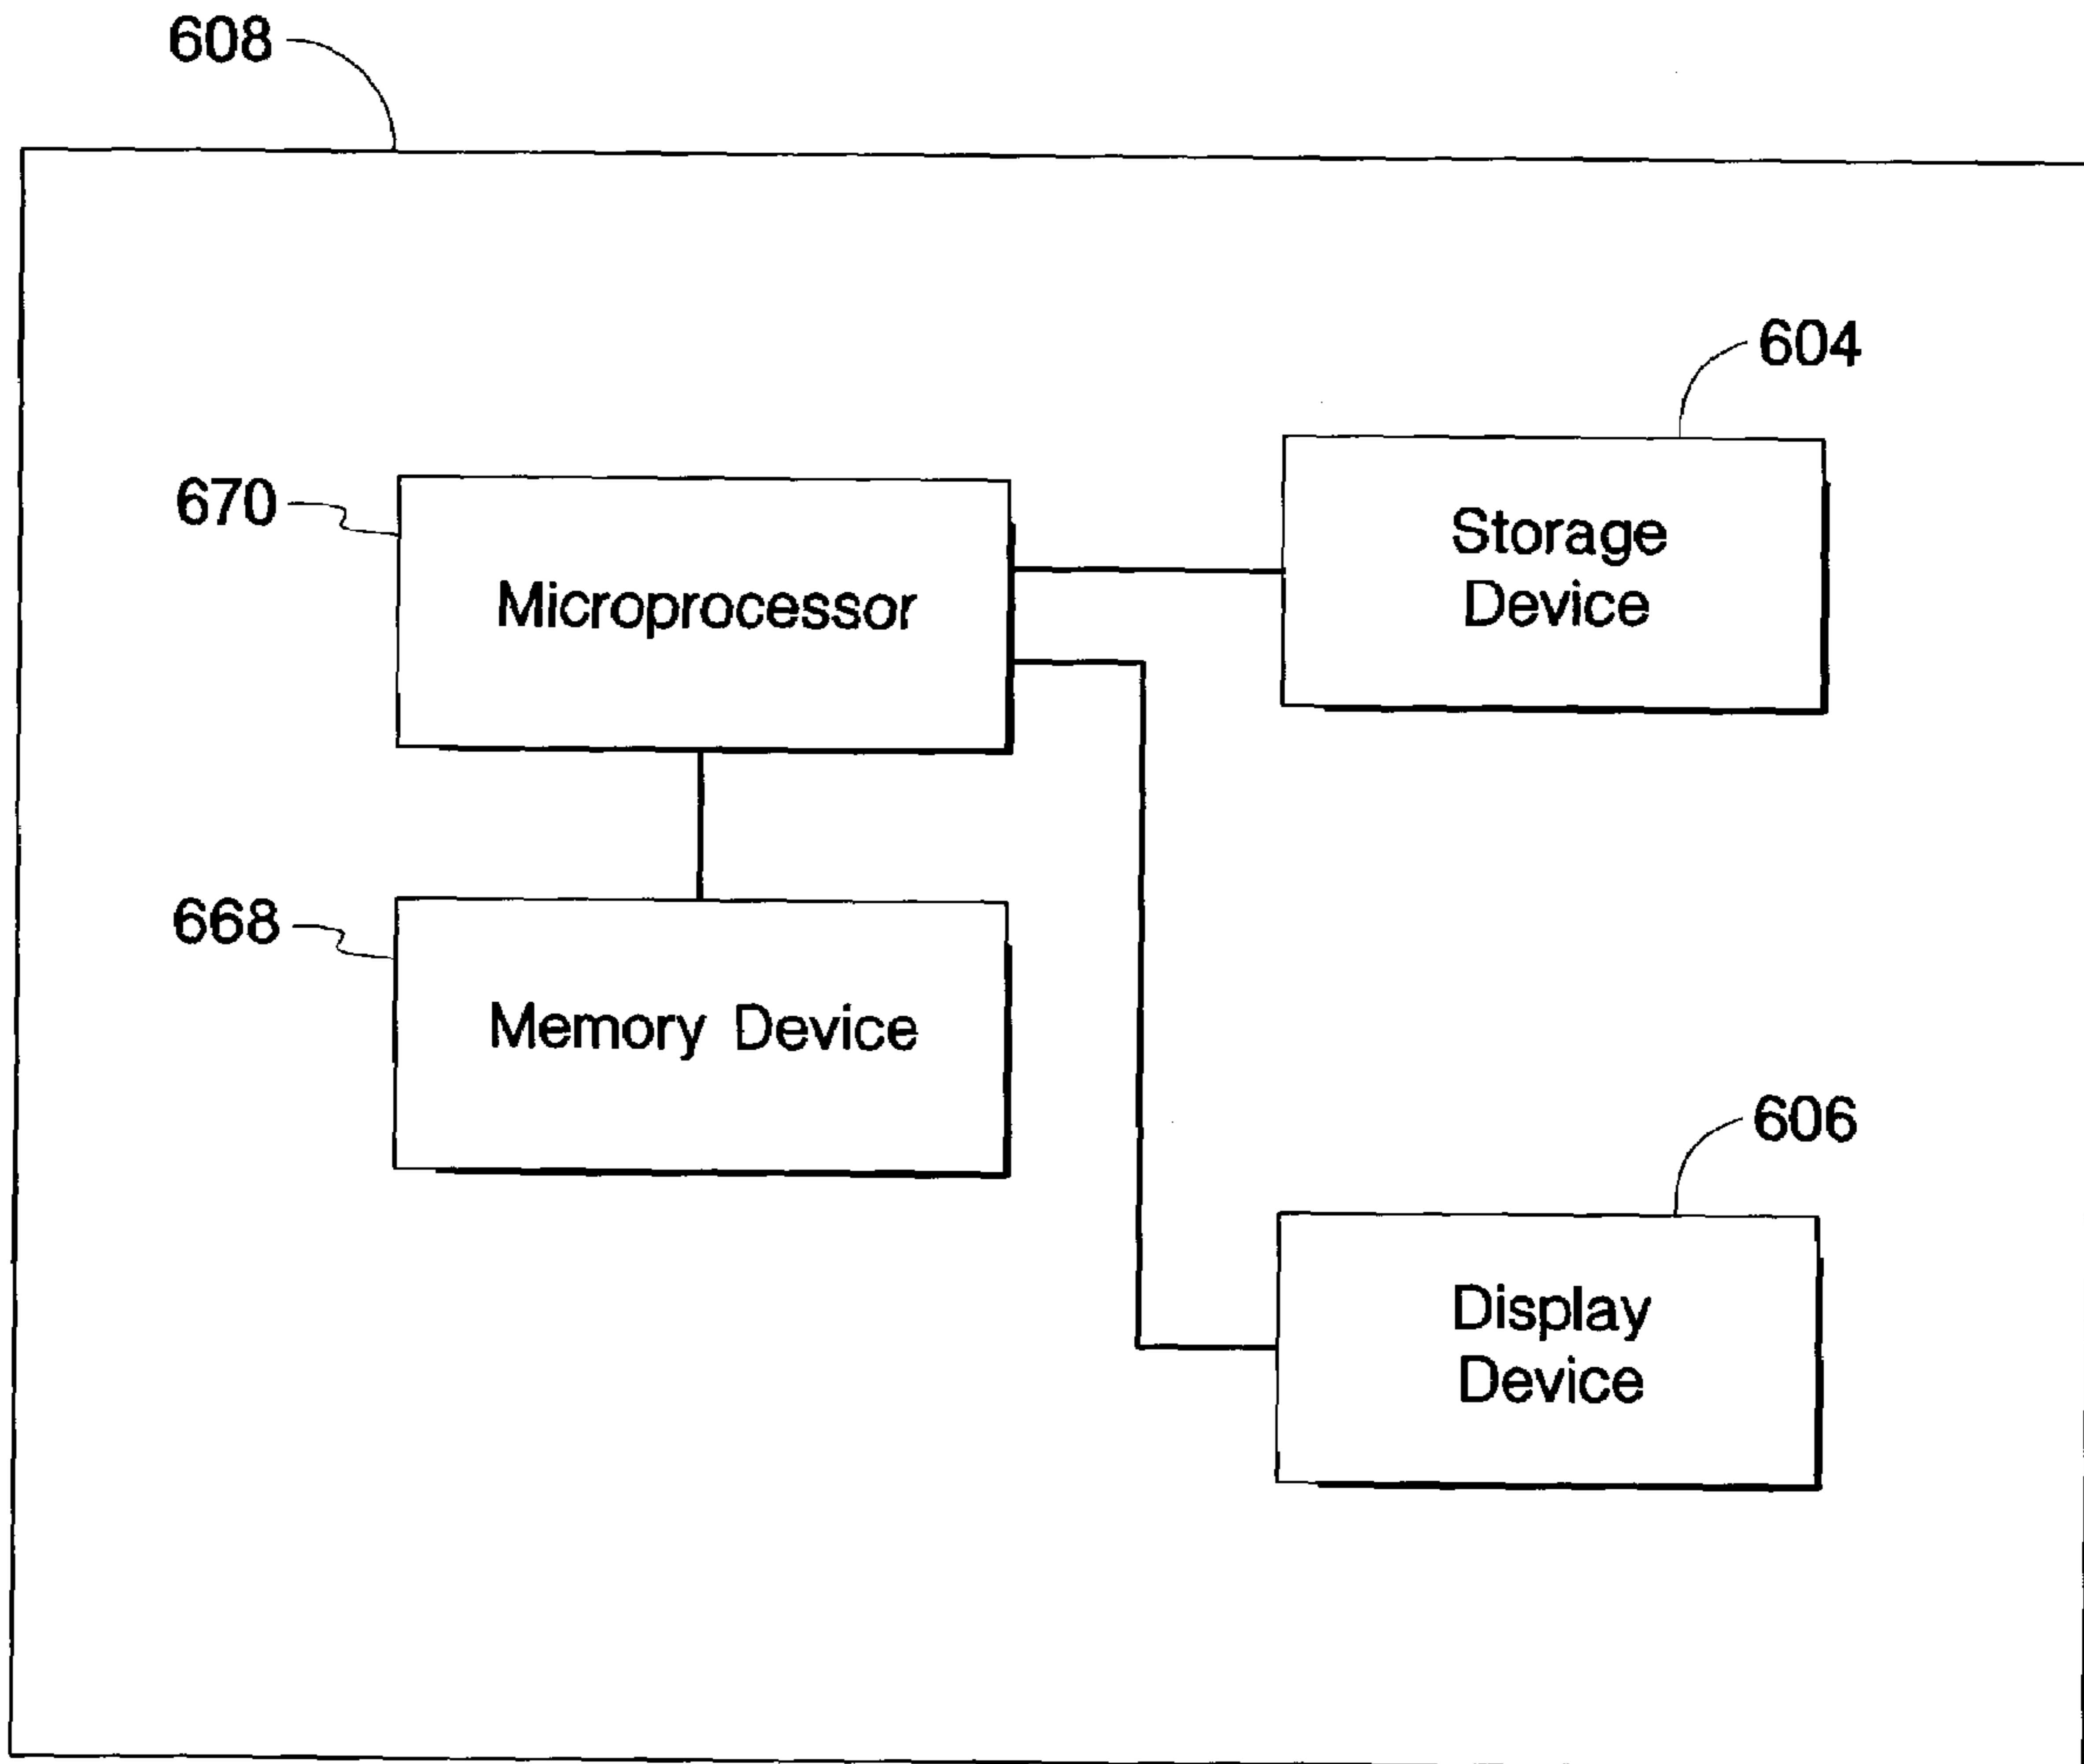 608
604
670
Microprocessor
Storage
Device
668
Memory Device
606
Display
Device